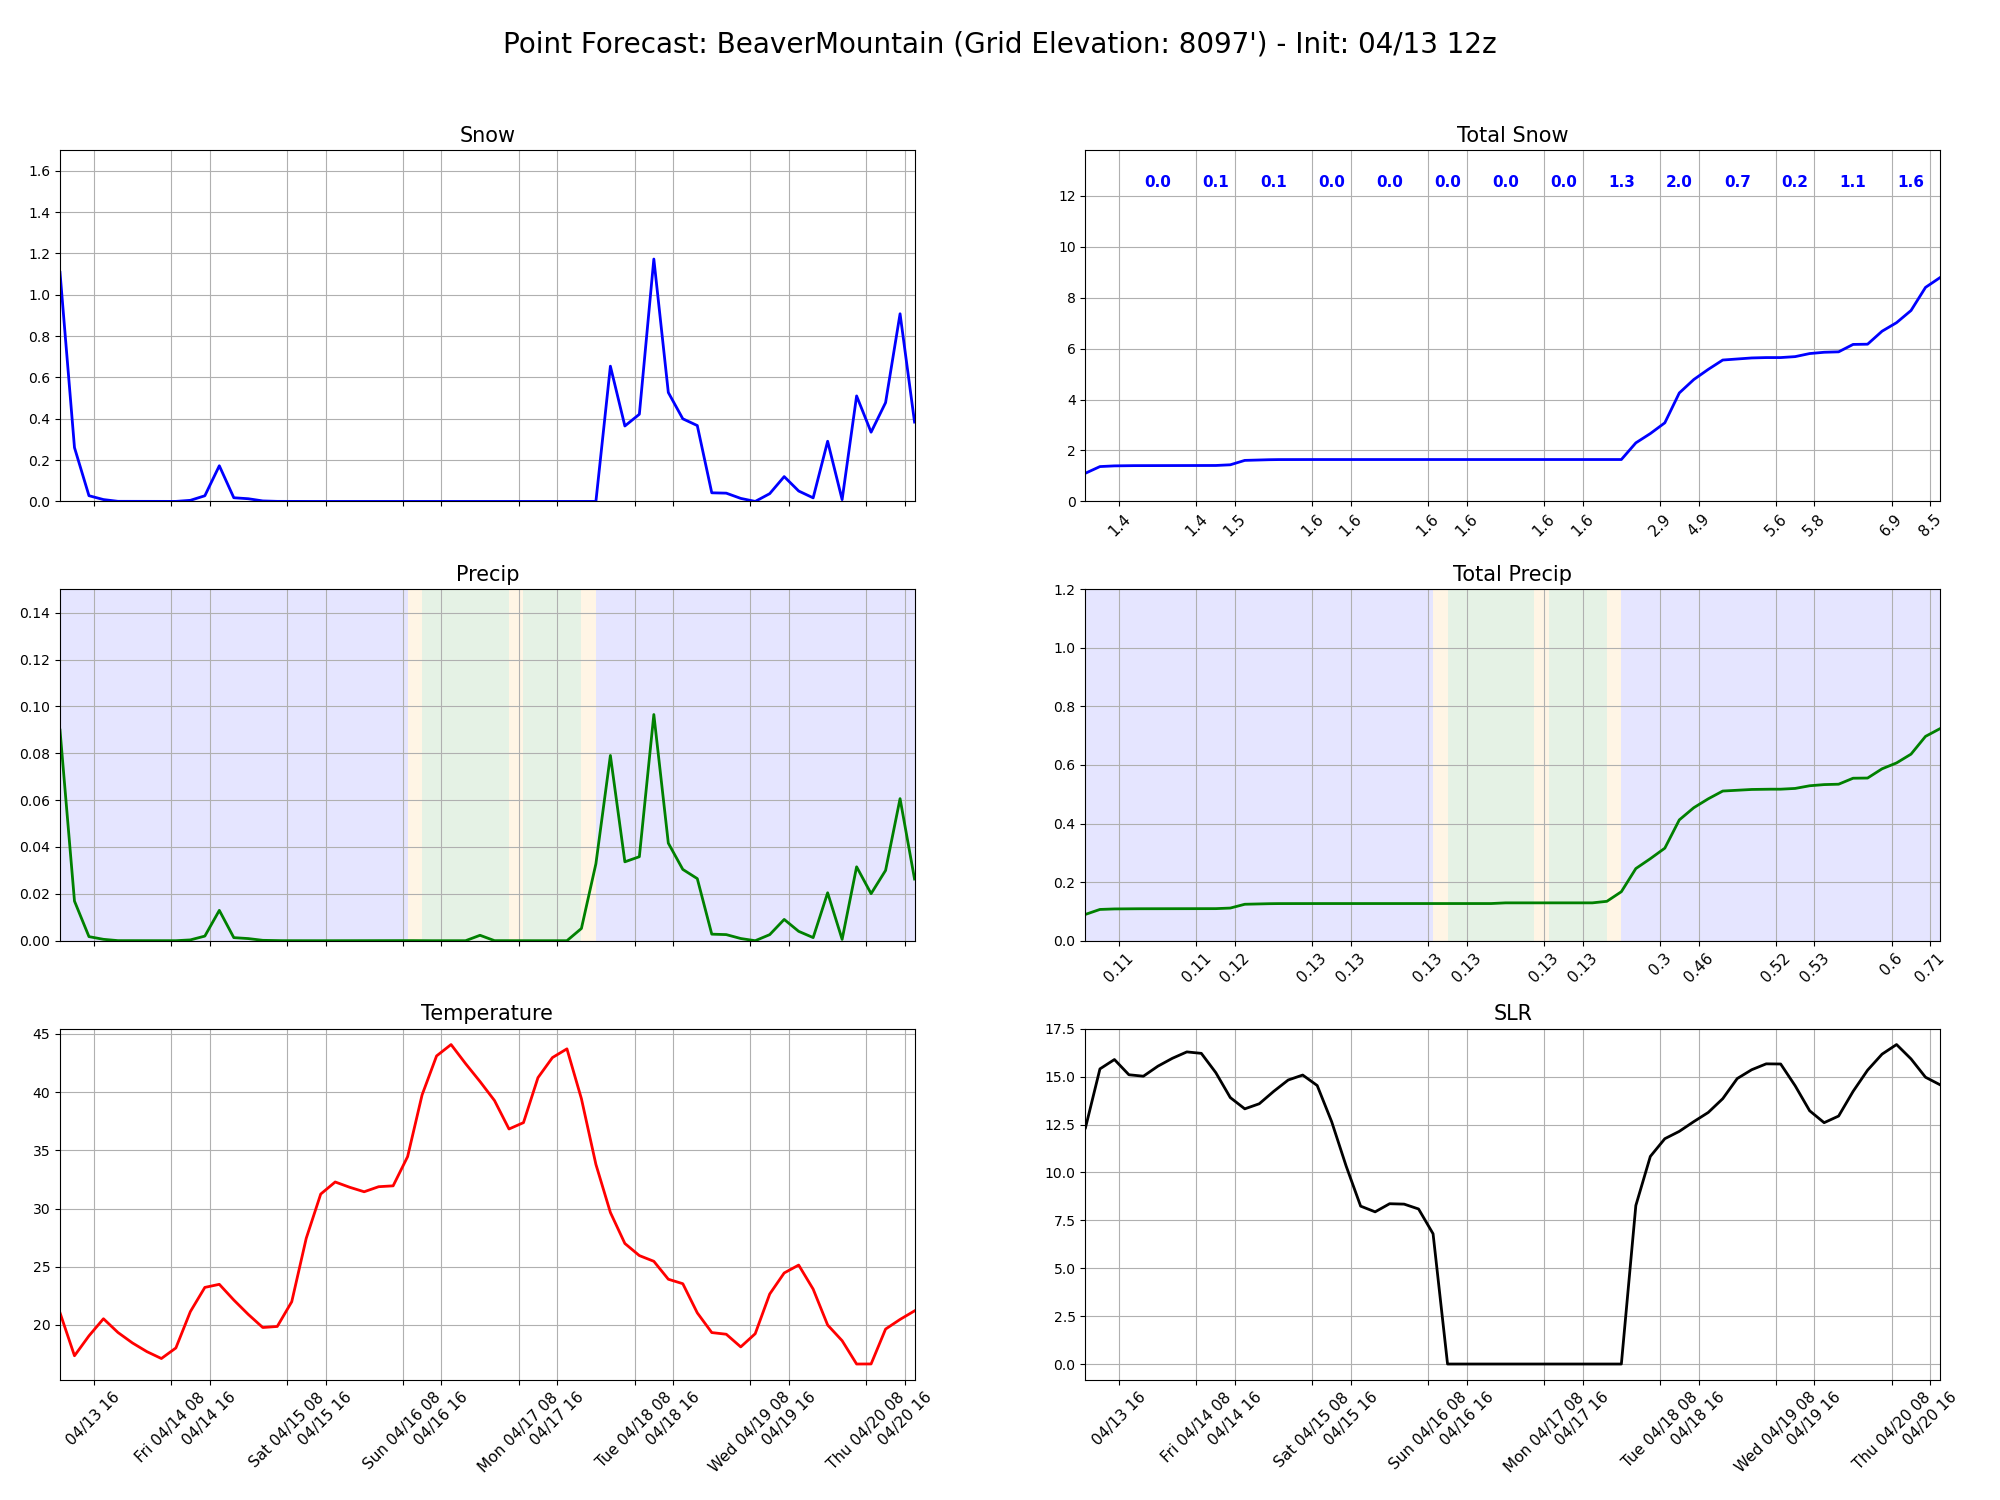 Point Forecast: BeaverMountain (Grid Elevation: 8097') - Init: 04/13 12z
Snow
1.6
1.4
1.2
1.0
0.8
0.6
0.4
0.2
0.0
Total Snow
0.0 0.1 0.1 0.0 0.0 0.0 0.0 0.0 1.3 2.0 0.7 0.2 1.1 1.6
12
10
8
6
4
2
0
1.4 1.4 1.5 1.6 1.6 1.6 1.6 1.6 1.6 2.9 4.9 5.6 5.8 6.9 8.5
Precip
0.14
0.12
0.10
0.08
0.06
0.04
0.02
0.00
Total Precip
1.2
1.0
0.8
0.6
0.4
0.2
0.0
0.11 0.11 0.12 0.13 0.13 0.13 0.13 0.13 0.13 0.3 0.46 0.52 0.53 0.6 0.71
Temperature
45
40
35
30
25
20
04/13 16
Fri 04/14 08
04/14 16
Sat 04/15 08
04/15 16
Sun 04/16 08
04/16 16
Mon 04/17 08
04/17 16
Tue 04/18 08
04/18 16
Wed 04/19 08
04/19 16
Thu 04/20 08
04/20 16
SLR
17.5
15.0
12.5
10.0
7.5
5.0
2.5
0.0
04/13 16
Fri 04/14 08
04/14 16
Sat 04/15 08
04/15 16
Sun 04/16 08
04/16 16
Mon 04/17 08
04/17 16
Tue 04/18 08
04/18 16
Wed 04/19 08
04/19 16
Thu 04/20 08
04/20 16